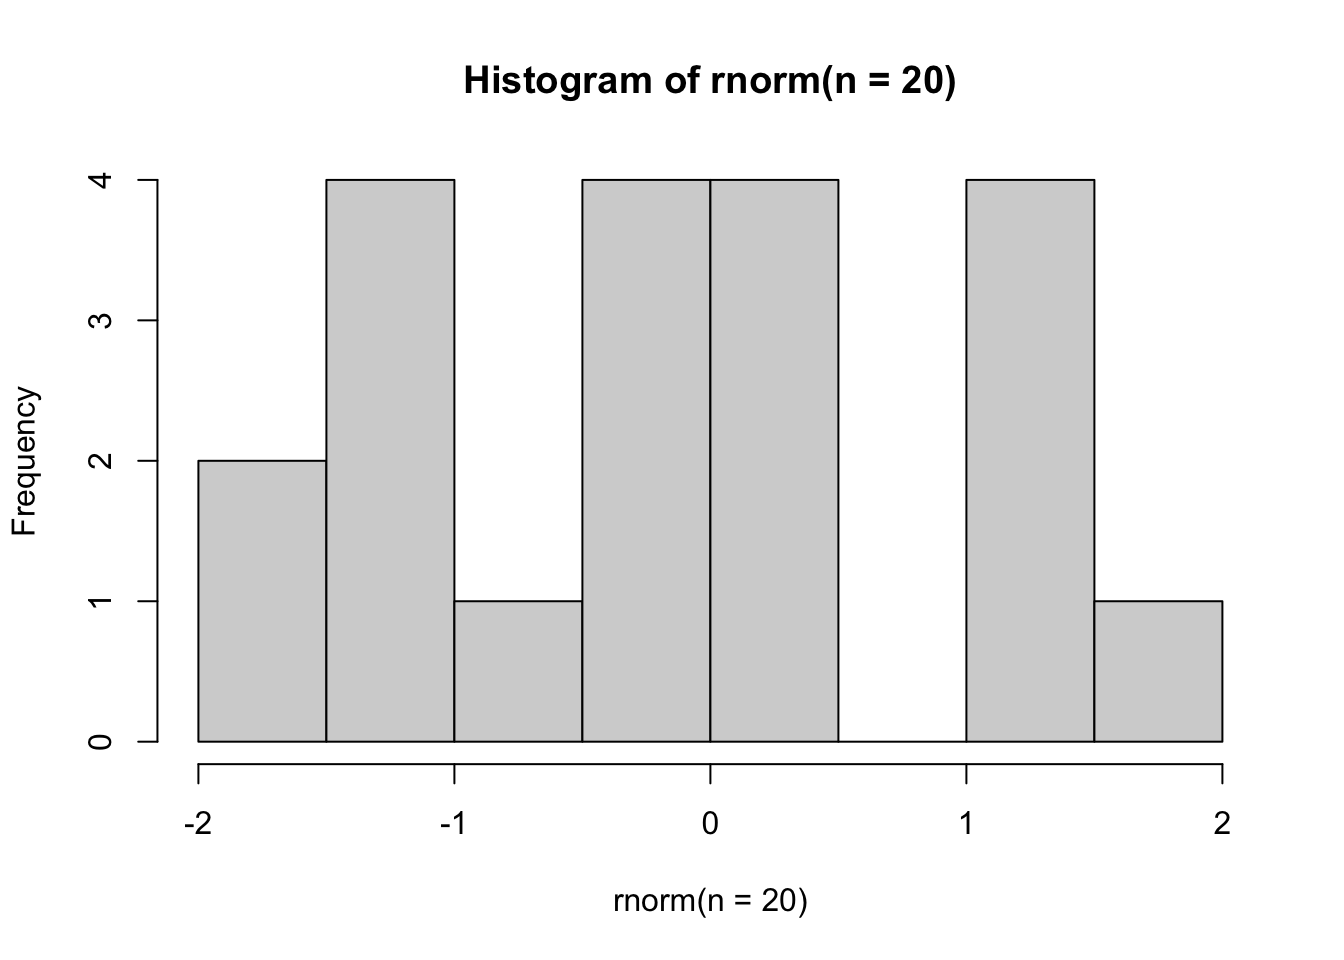 Histogram of rnorm(n = 20)
4
3
2
1
0
Frequency
-2 -1 0 1 2
rnorm(n = 20)